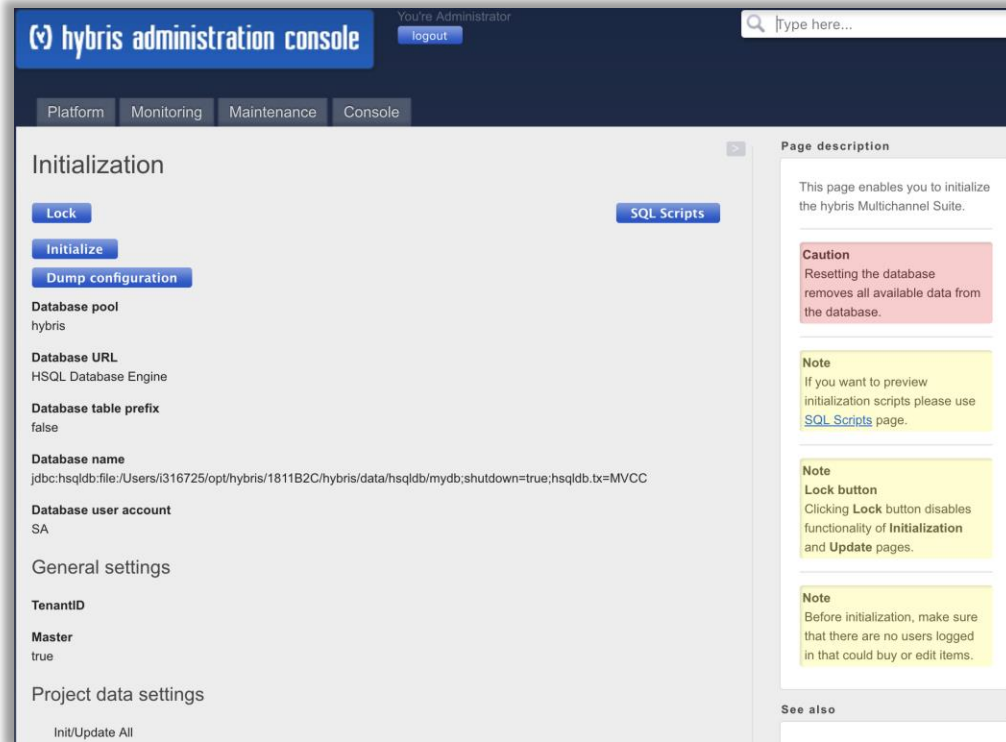 (y) hybris administration console
You're Administrator
logout
Type here...
Platform
Monitoring
Maintenance
Console
Initialization
>
Lock
SQL Scripts
Initialize
Dump configuration
Database pool
hybris
Database URL
HSQL Database Engine
Database table prefix
false
Database name
jdbc:hsqldb:file:/Users/i316725/opt/hybris/1811B2C/hybris/data/hsqldb/mydb;shutdown=true;hsqldb.tx=MVCC
Database user account
SA
General settings
TenantID
Master
true
Project data settings
Init/Update All
Page description
This page enables you to initialize
the hybris Multichannel Suite.
Caution
Resetting the database
removes all available data from
the database.
Note
If you want to preview
initialization scripts please use
SQL Scripts page.
Note
Lock button
Clicking Lock button disables
functionality of Initialization
and Update pages.
Note
Before initialization, make sure
that there are no users logged
in that could buy or edit items.
See also